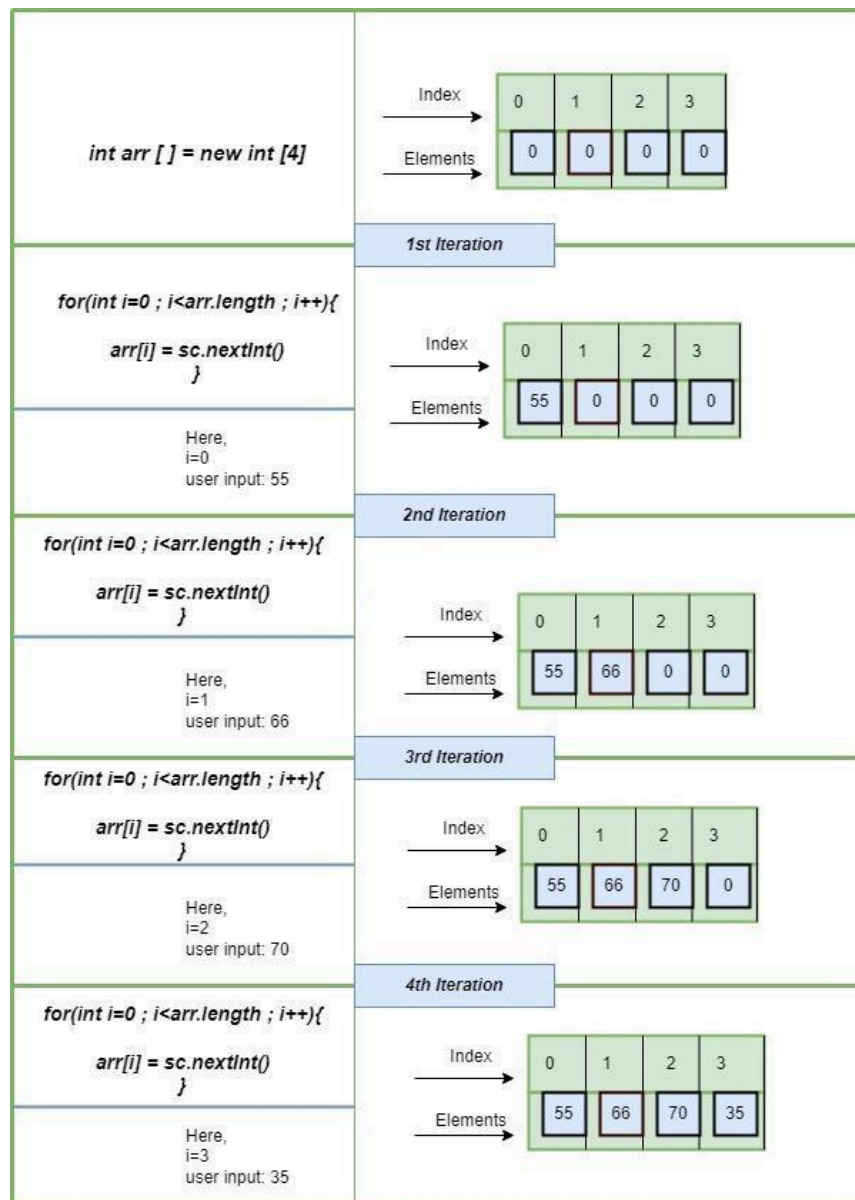 int arr [ ] = new int [4]
Index
0 1 2 3
Elements
0 0 0 0
1st Iteration
for(int i=0 ; i<arr.length ; i++){
arr[i] = sc.nextInt()
}
Here,
i=0
user input: 55
Index
0 1 2 3
Elements
55 0 0 0
2nd Iteration
for(int i=0 ; i<arr.length ; i++){
arr[i] = sc.nextInt()
}
Here,
i=1
user input: 66
Index
0 1 2 3
Elements
55 66 0 0
3rd Iteration
for(int i=0 ; i<arr.length ; i++){
arr[i] = sc.nextInt()
}
Here,
i=2
user input: 70
Index
0 1 2 3
Elements
55 66 70 0
4th Iteration
for(int i=0 ; i<arr.length ; i++){
arr[i] = sc.nextInt()
}
Here,
i=3
user input: 35
Index
0 1 2 3
Elements
55 66 70 35